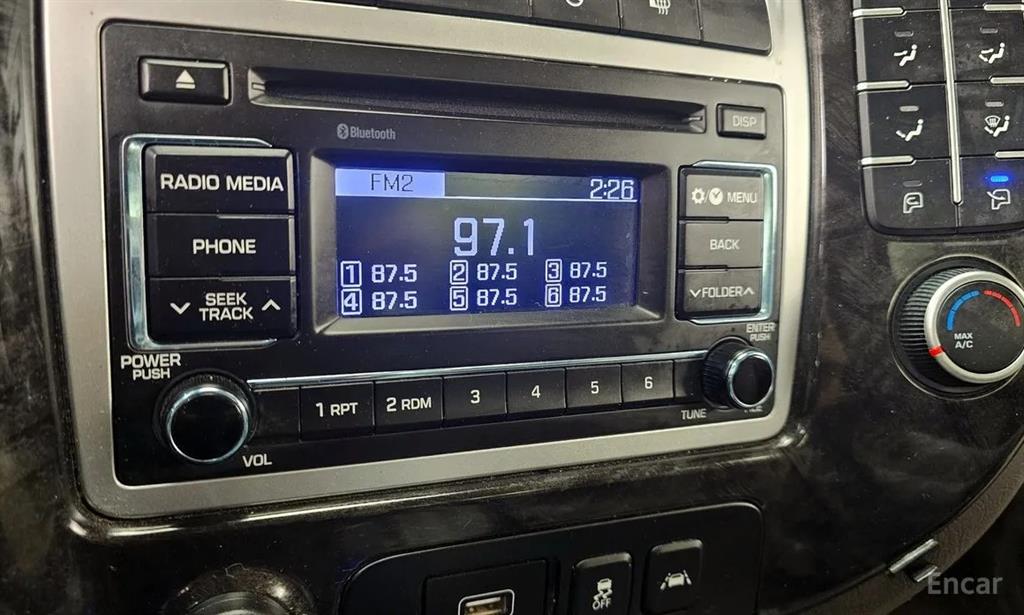 DISP
Bluetooth
FM2 2:26
RADIO MEDIA
MENU
97.1
PHONE
BACK
1 87.5 2 87.5 3 87.5
4 87.5 5 87.5 6 87.5
SEEK
TRACK
FOLDER
POWER
PUSH
ENTER
PUSH
MAX
A/C
1 RPT 2 RDM 3 4 5 6
TUNE
VOL
OFF
Encar